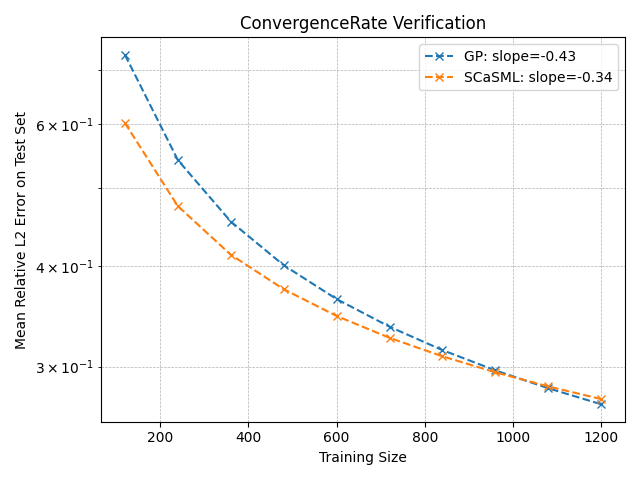 ConvergenceRate Verification
GP: slope=-0.43
SCaSML: slope=-0.34
Mean Relative L2 Error on Test Set
6 × 10⁻¹
4 × 10⁻¹
3 × 10⁻¹
200 400 600 800 1000 1200
Training Size